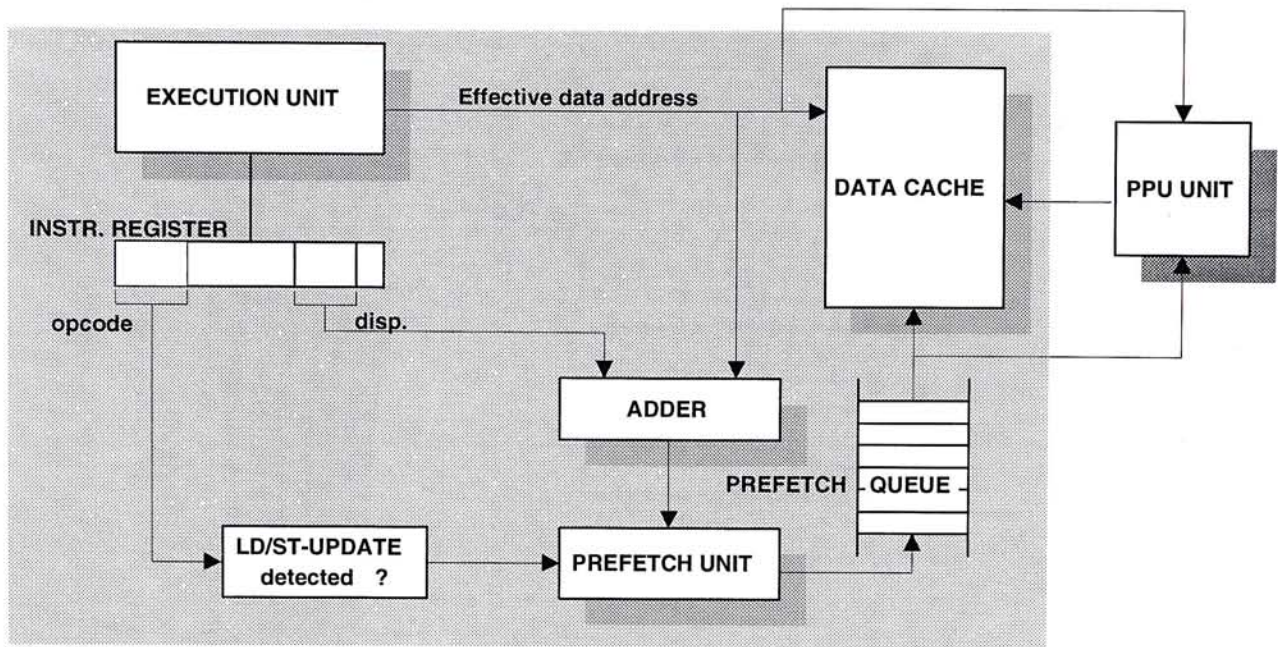 EXECUTION UNIT
Effective data address
DATA CACHE
PPU UNIT
INSTR. REGISTER
opcode
disp.
ADDER
PREFETCH QUEUE
LD/ST-UPDATE
detected ?
PREFETCH UNIT